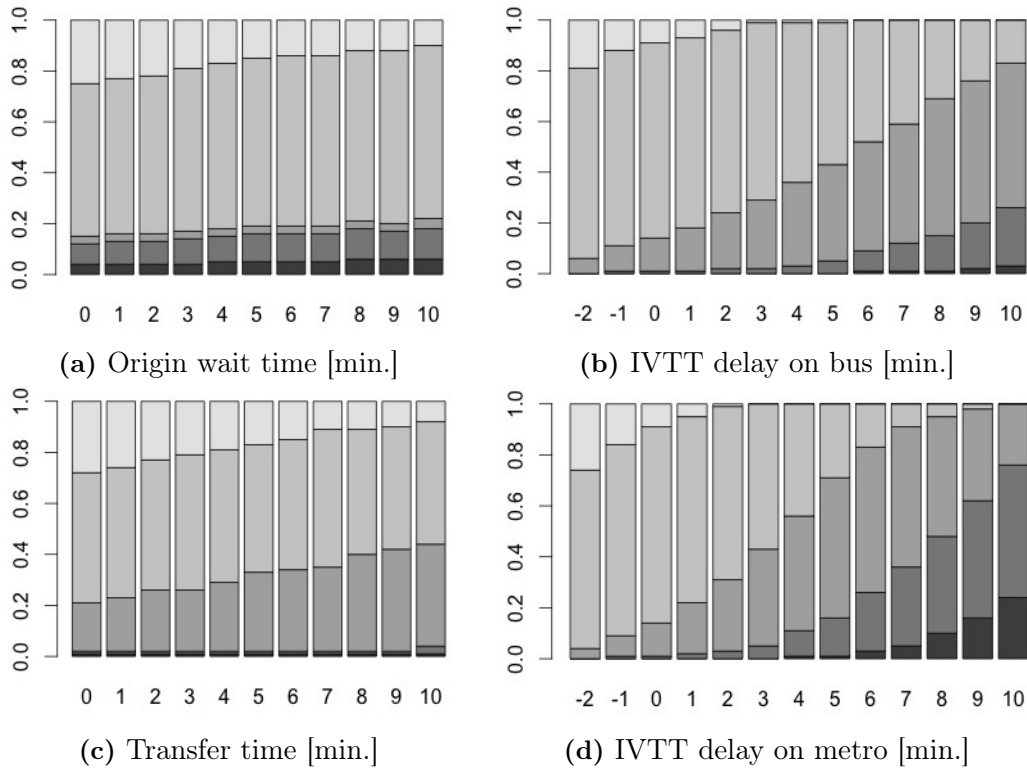 0.0 0.2 0.4 0.6 0.8 1.0
0 1 2 3 4 5 6 7 8 9 10
(a) Origin wait time [min.]
0.0 0.2 0.4 0.6 0.8 1.0
-2 -1 0 1 2 3 4 5 6 7 8 9 10
(b) IVTT delay on bus [min.]
0.0 0.2 0.4 0.6 0.8 1.0
0 1 2 3 4 5 6 7 8 9 10
(c) Transfer time [min.]
0.0 0.2 0.4 0.6 0.8 1.0
-2 -1 0 1 2 3 4 5 6 7 8 9 10
(d) IVTT delay on metro [min.]